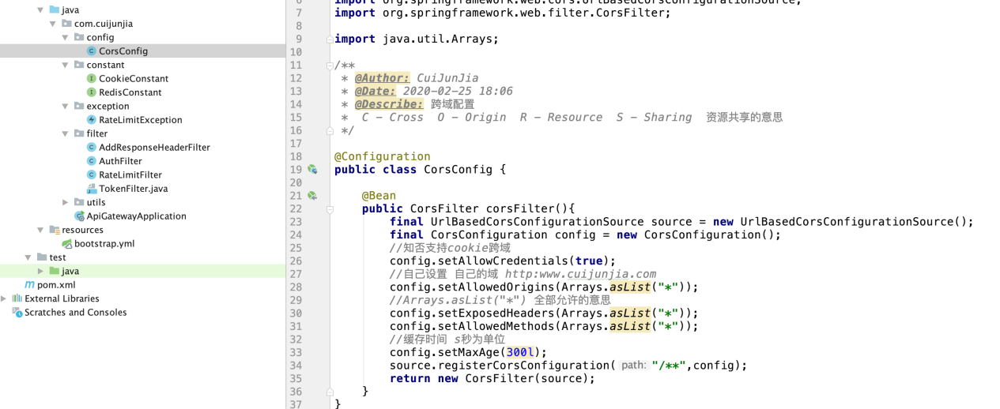 java
com.cuijunjia
config
CorsConfig
constant
CookieConstant
RedisConstant
exception
RateLimitException
filter
AddResponseHeaderFilter
AuthFilter
RateLimitFilter
TokenFilter.java
utils
ApiGatewayApplication
resources
bootstrap.yml
test
java
pom.xml
External Libraries
Scratches and Consoles
6 import org.springframework.web.cors.UrlBasedCorsConfigurationSource;
7 import org.springframework.web.filter.CorsFilter;
8
9 import java.util.Arrays;
10
11 /**
12 * @Author: CuiJunJia
13 * @Date: 2020-02-25 18:06
14 * @Describe: 跨域配置
15 * C - Cross O - Origin R - Resource S - Sharing 资源共享的意思
16 */
17
18 @Configuration
19 public class CorsConfig {
20
21 @Bean
22 public CorsFilter corsFilter(){
23 final UrlBasedCorsConfigurationSource source = new UrlBasedCorsConfigurationSource();
24 final CorsConfiguration config = new CorsConfiguration();
25 //知否支持cookie跨域
26 config.setAllowCredentials(true);
27 //自己设置 自己的域 http:www.cuijunjia.com
28 config.setAllowedOrigins(Arrays.asList("*"));
29 //Arrays.asList("*") 全部允许的意思
30 config.setExposedHeaders(Arrays.asList("*"));
31 config.setAllowedMethods(Arrays.asList("*"));
32 //缓存时间 s秒为单位
33 config.setMaxAge(300l);
34 source.registerCorsConfiguration( path: "/**",config);
35 return new CorsFilter(source);
36 }
37 }